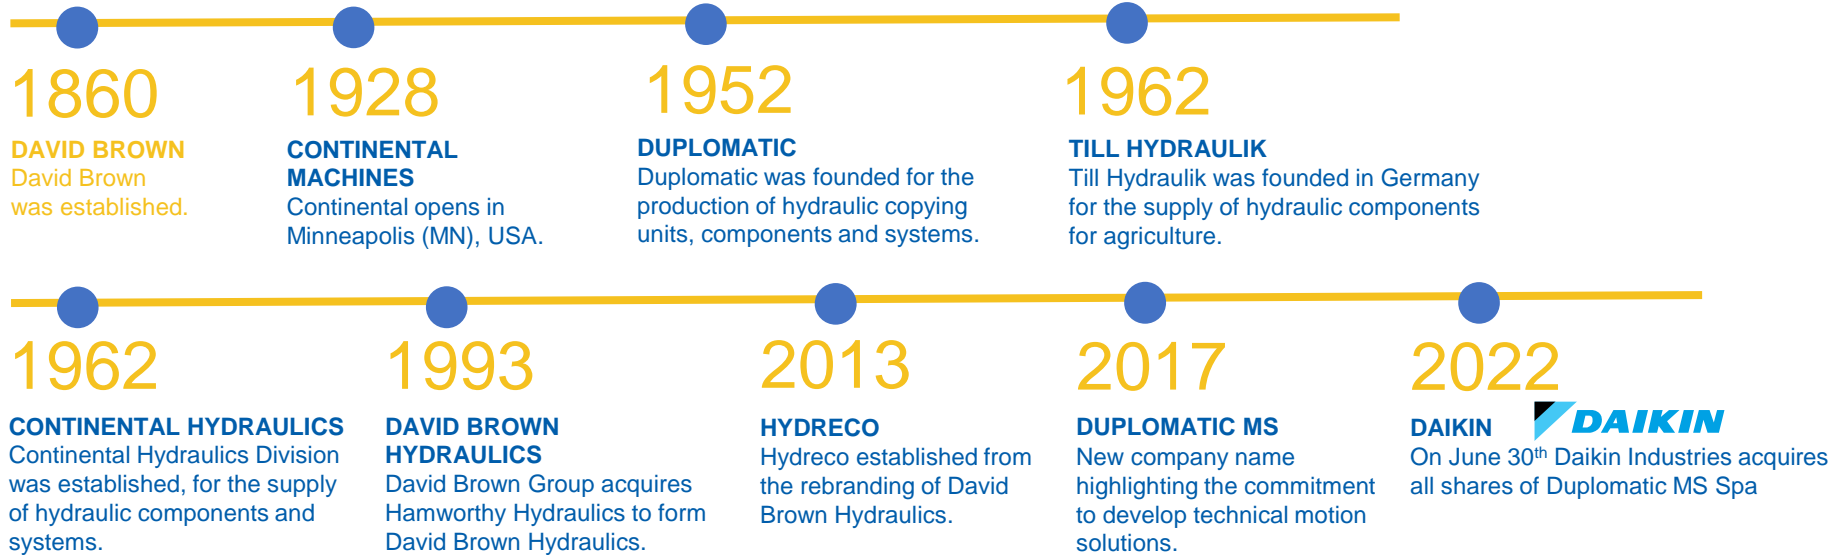 1860
DAVID BROWN
David Brown
was established.
1928
CONTINENTAL
MACHINES
Continental opens in
Minneapolis (MN), USA.
1952
DUPLOMATIC
Duplomatic was founded for the
production of hydraulic copying
units, components and systems.
1962
TILL HYDRAULIK
Till Hydraulik was founded in Germany
for the supply of hydraulic components
for agriculture.
1962
CONTINENTAL HYDRAULICS
Continental Hydraulics Division
was established, for the supply
of hydraulic components and
systems.
1993
DAVID BROWN
HYDRAULICS
David Brown Group acquires
Hamworthy Hydraulics to form
David Brown Hydraulics.
2013
HYDRECO
Hydreco established from
the rebranding of David
Brown Hydraulics.
2017
DUPLOMATIC MS
New company name
highlighting the commitment
to develop technical motion
solutions.
2022
DAIKIN DAIKIN
On June 30th Daikin Industries acquires
all shares of Duplomatic MS Spa